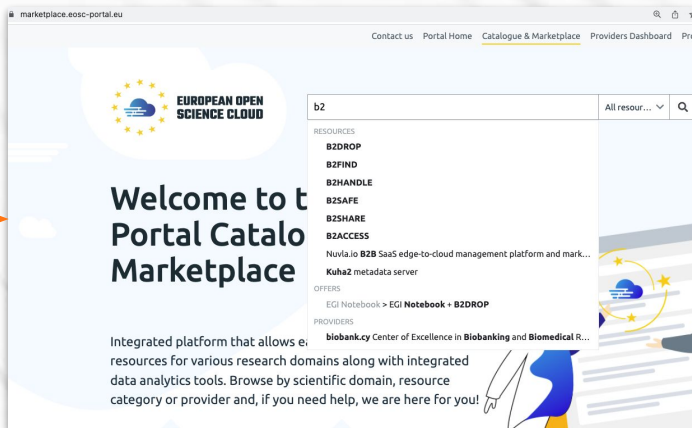 marketplace.eosc-portal.eu
Contact us Portal Home Catalogue & Marketplace Providers Dashboard
EUROPEAN OPEN
SCIENCE CLOUD
b2
All resour...
RESOURCES
B2DROP
B2FIND
B2HANDLE
B2SAFE
B2SHARE
B2ACCESS
Nuvla.io B2B SaaS edge-to-cloud management platform and mark...
Kuha2 metadata server
OFFERS
EGI Notebook > EGI Notebook + B2DROP
PROVIDERS
biobank.cy Center of Excellence in Biobanking and Biomedical R...
Welcome to t
Portal Catalo
Marketplace
Integrated platform that allows ea
resources for various research domains along with integrated
data analytics tools. Browse by scientific domain, resource
category or provider and, if you need help, we are here for you!